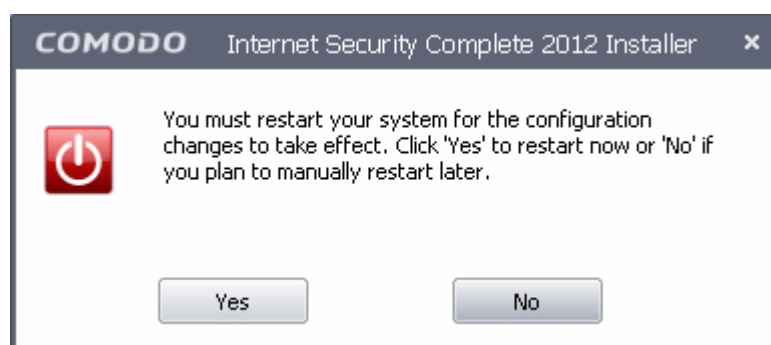 COMODO Internet Security Complete 2012 Installer ×
You must restart your system for the configuration
changes to take effect. Click 'Yes' to restart now or 'No' if
you plan to manually restart later.
Yes No